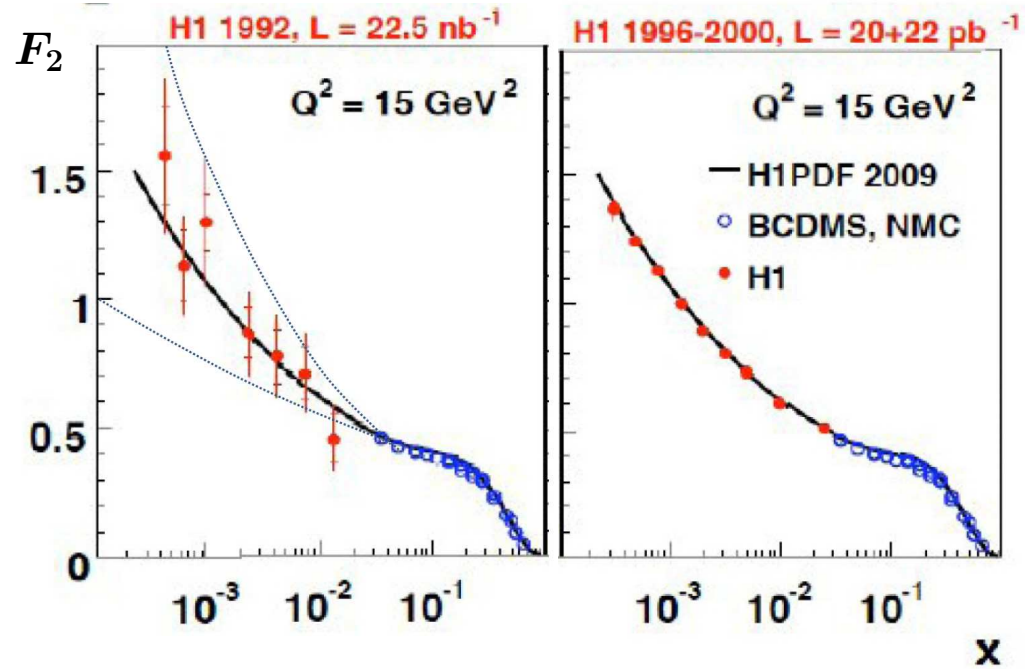 H1 1992, L = 22.5 nb⁻¹
H1 1996-2000, L = 20+22 pb⁻¹
F₂
Q² = 15 GeV²
Q² = 15 GeV²
H1PDF 2009
BCDMS, NMC
H1
1.5
1
0.5
0
10⁻³ 10⁻² 10⁻¹
10⁻³ 10⁻² 10⁻¹
x